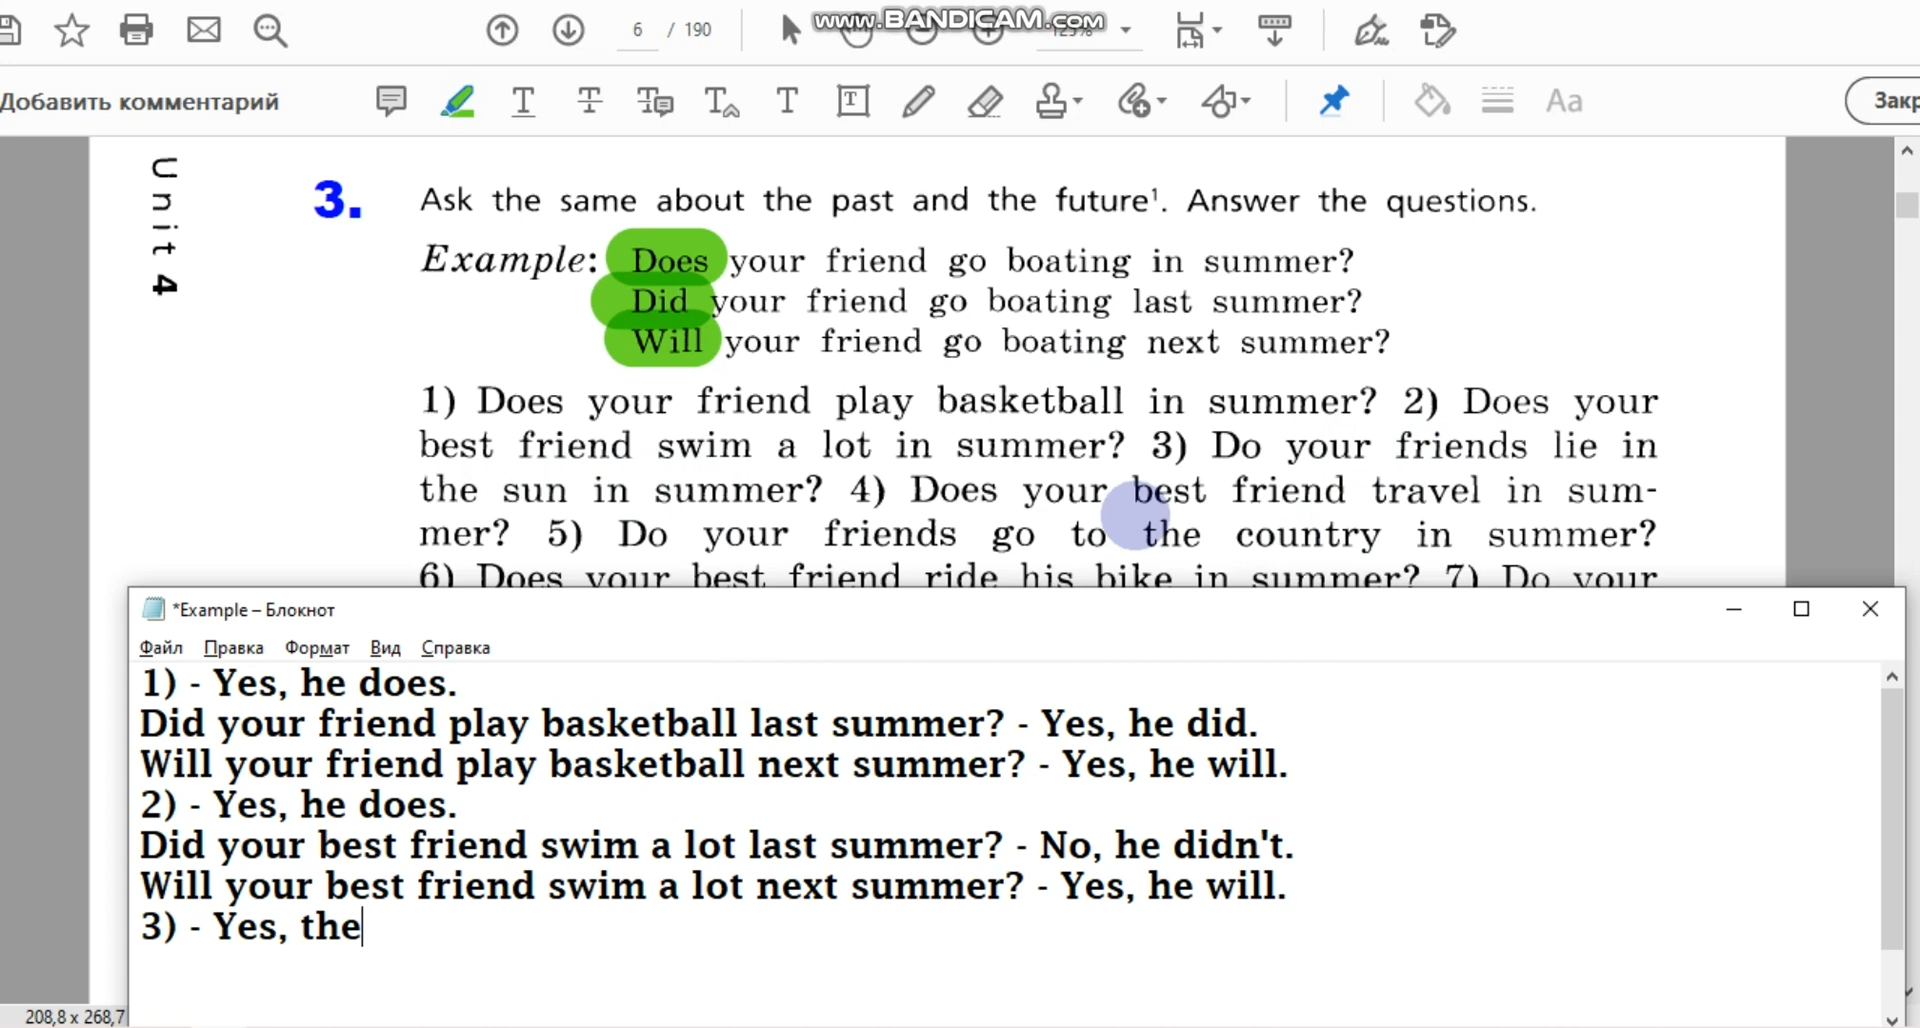 6 / 190
www.BANDICAM.com
125%
Добавить комментарий
Aa
Закр
Unit 4
3. Ask the same about the past and the future¹. Answer the questions.
Example: Does your friend go boating in summer?
Did your friend go boating last summer?
Will your friend go boating next summer?
1) Does your friend play basketball in summer? 2) Does your
best friend swim a lot in summer? 3) Do your friends lie in
the sun in summer? 4) Does your best friend travel in sum-
mer? 5) Do your friends go to the country in summer?
6) Does your best friend ride his bike in summer? 7) Do your
*Example – Блокнот
Файл Правка Формат Вид Справка
1) - Yes, he does.
Did your friend play basketball last summer? - Yes, he did.
Will your friend play basketball next summer? - Yes, he will.
2) - Yes, he does.
Did your best friend swim a lot last summer? - No, he didn't.
Will your best friend swim a lot next summer? - Yes, he will.
3) - Yes, the
208,8 x 268,7